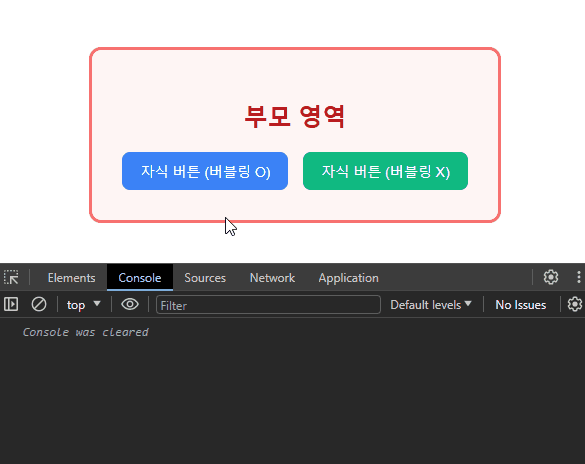 부모 영역
자식 버튼 (버블링 O) 자식 버튼 (버블링 X)
Elements Console Sources Network Application
top Filter Default levels No Issues
Console was cleared